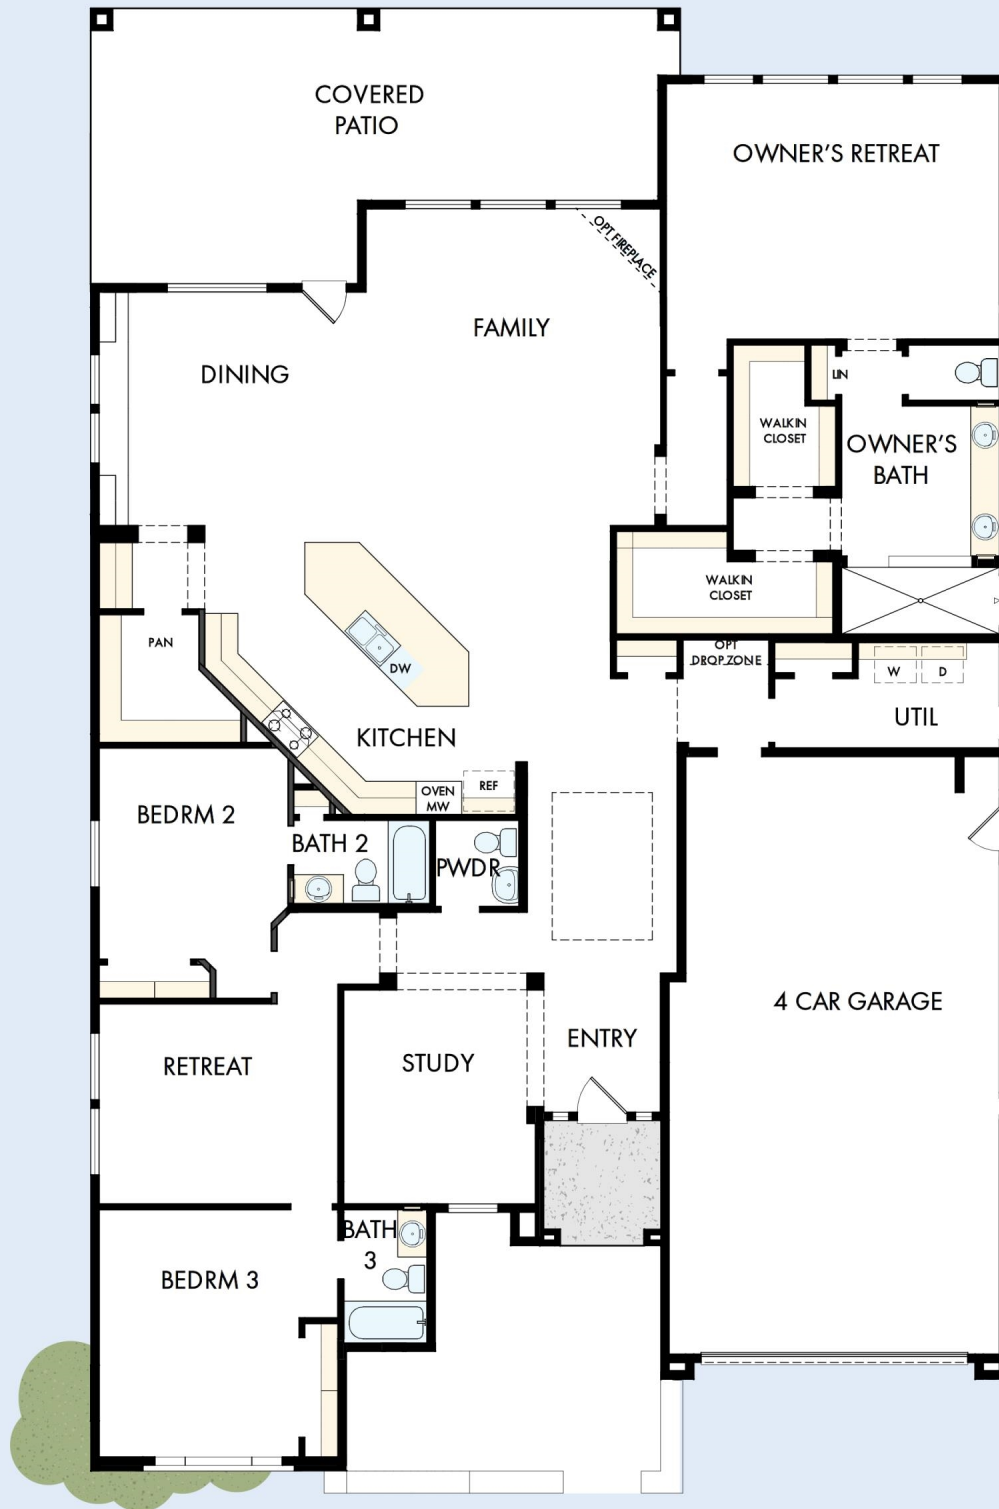 COVERED
PATIO
OWNER'S RETREAT
OPT FIREPLACE
FAMILY
DINING
LIN
WALKIN
CLOSET
OWNER'S
BATH
WALKIN
CLOSET
PAN
DW
OPT
DROP ZONE
W
D
UTIL
KITCHEN
OVEN
MW
REF
BEDRM 2
BATH 2
PWDR
4 CAR GARAGE
ENTRY
STUDY
RETREAT
BATH
3
BEDRM 3